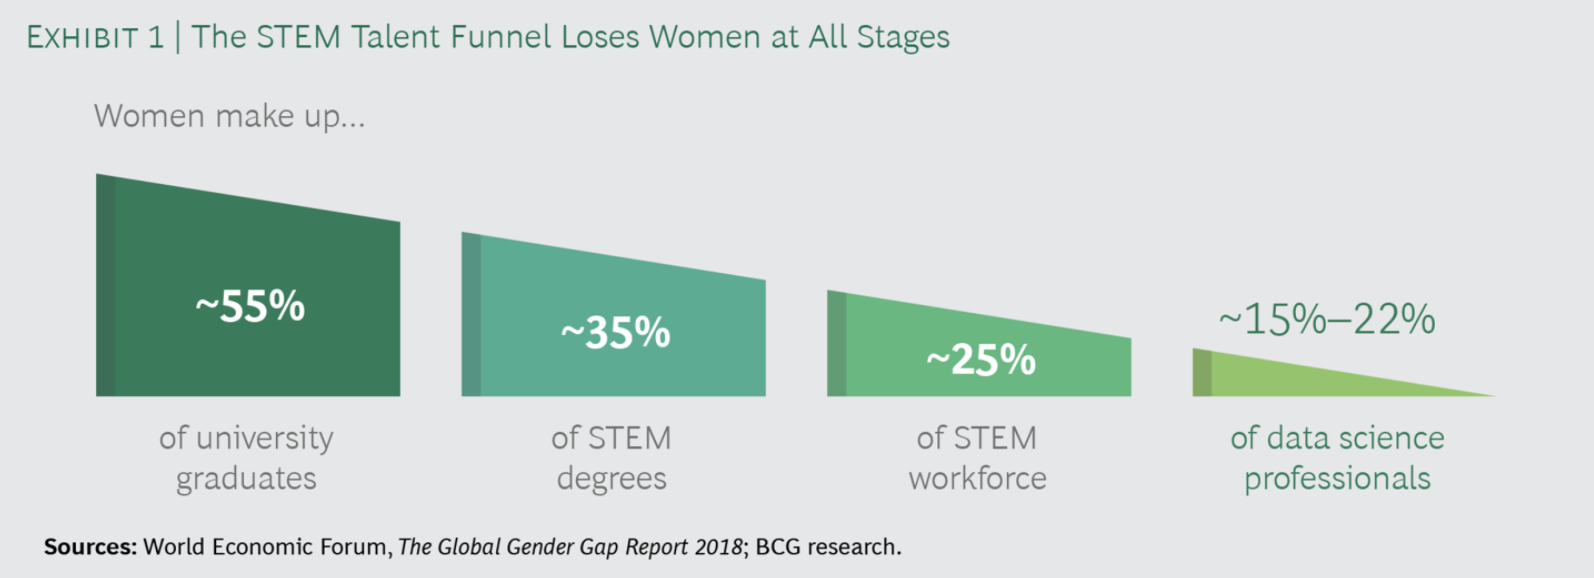 EXHIBIT 1 | The STEM Talent Funnel Loses Women at All Stages
Women make up...
~55%
of university
graduates
~35%
of STEM
degrees
~25%
of STEM
workforce
~15%–22%
of data science
professionals
Sources: World Economic Forum, The Global Gender Gap Report 2018; BCG research.